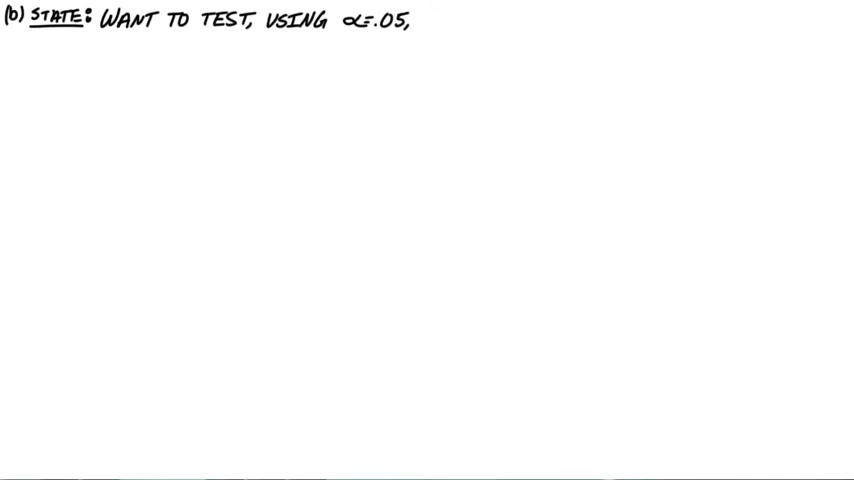 (b) STATE: WANT TO TEST, USING α=.05,